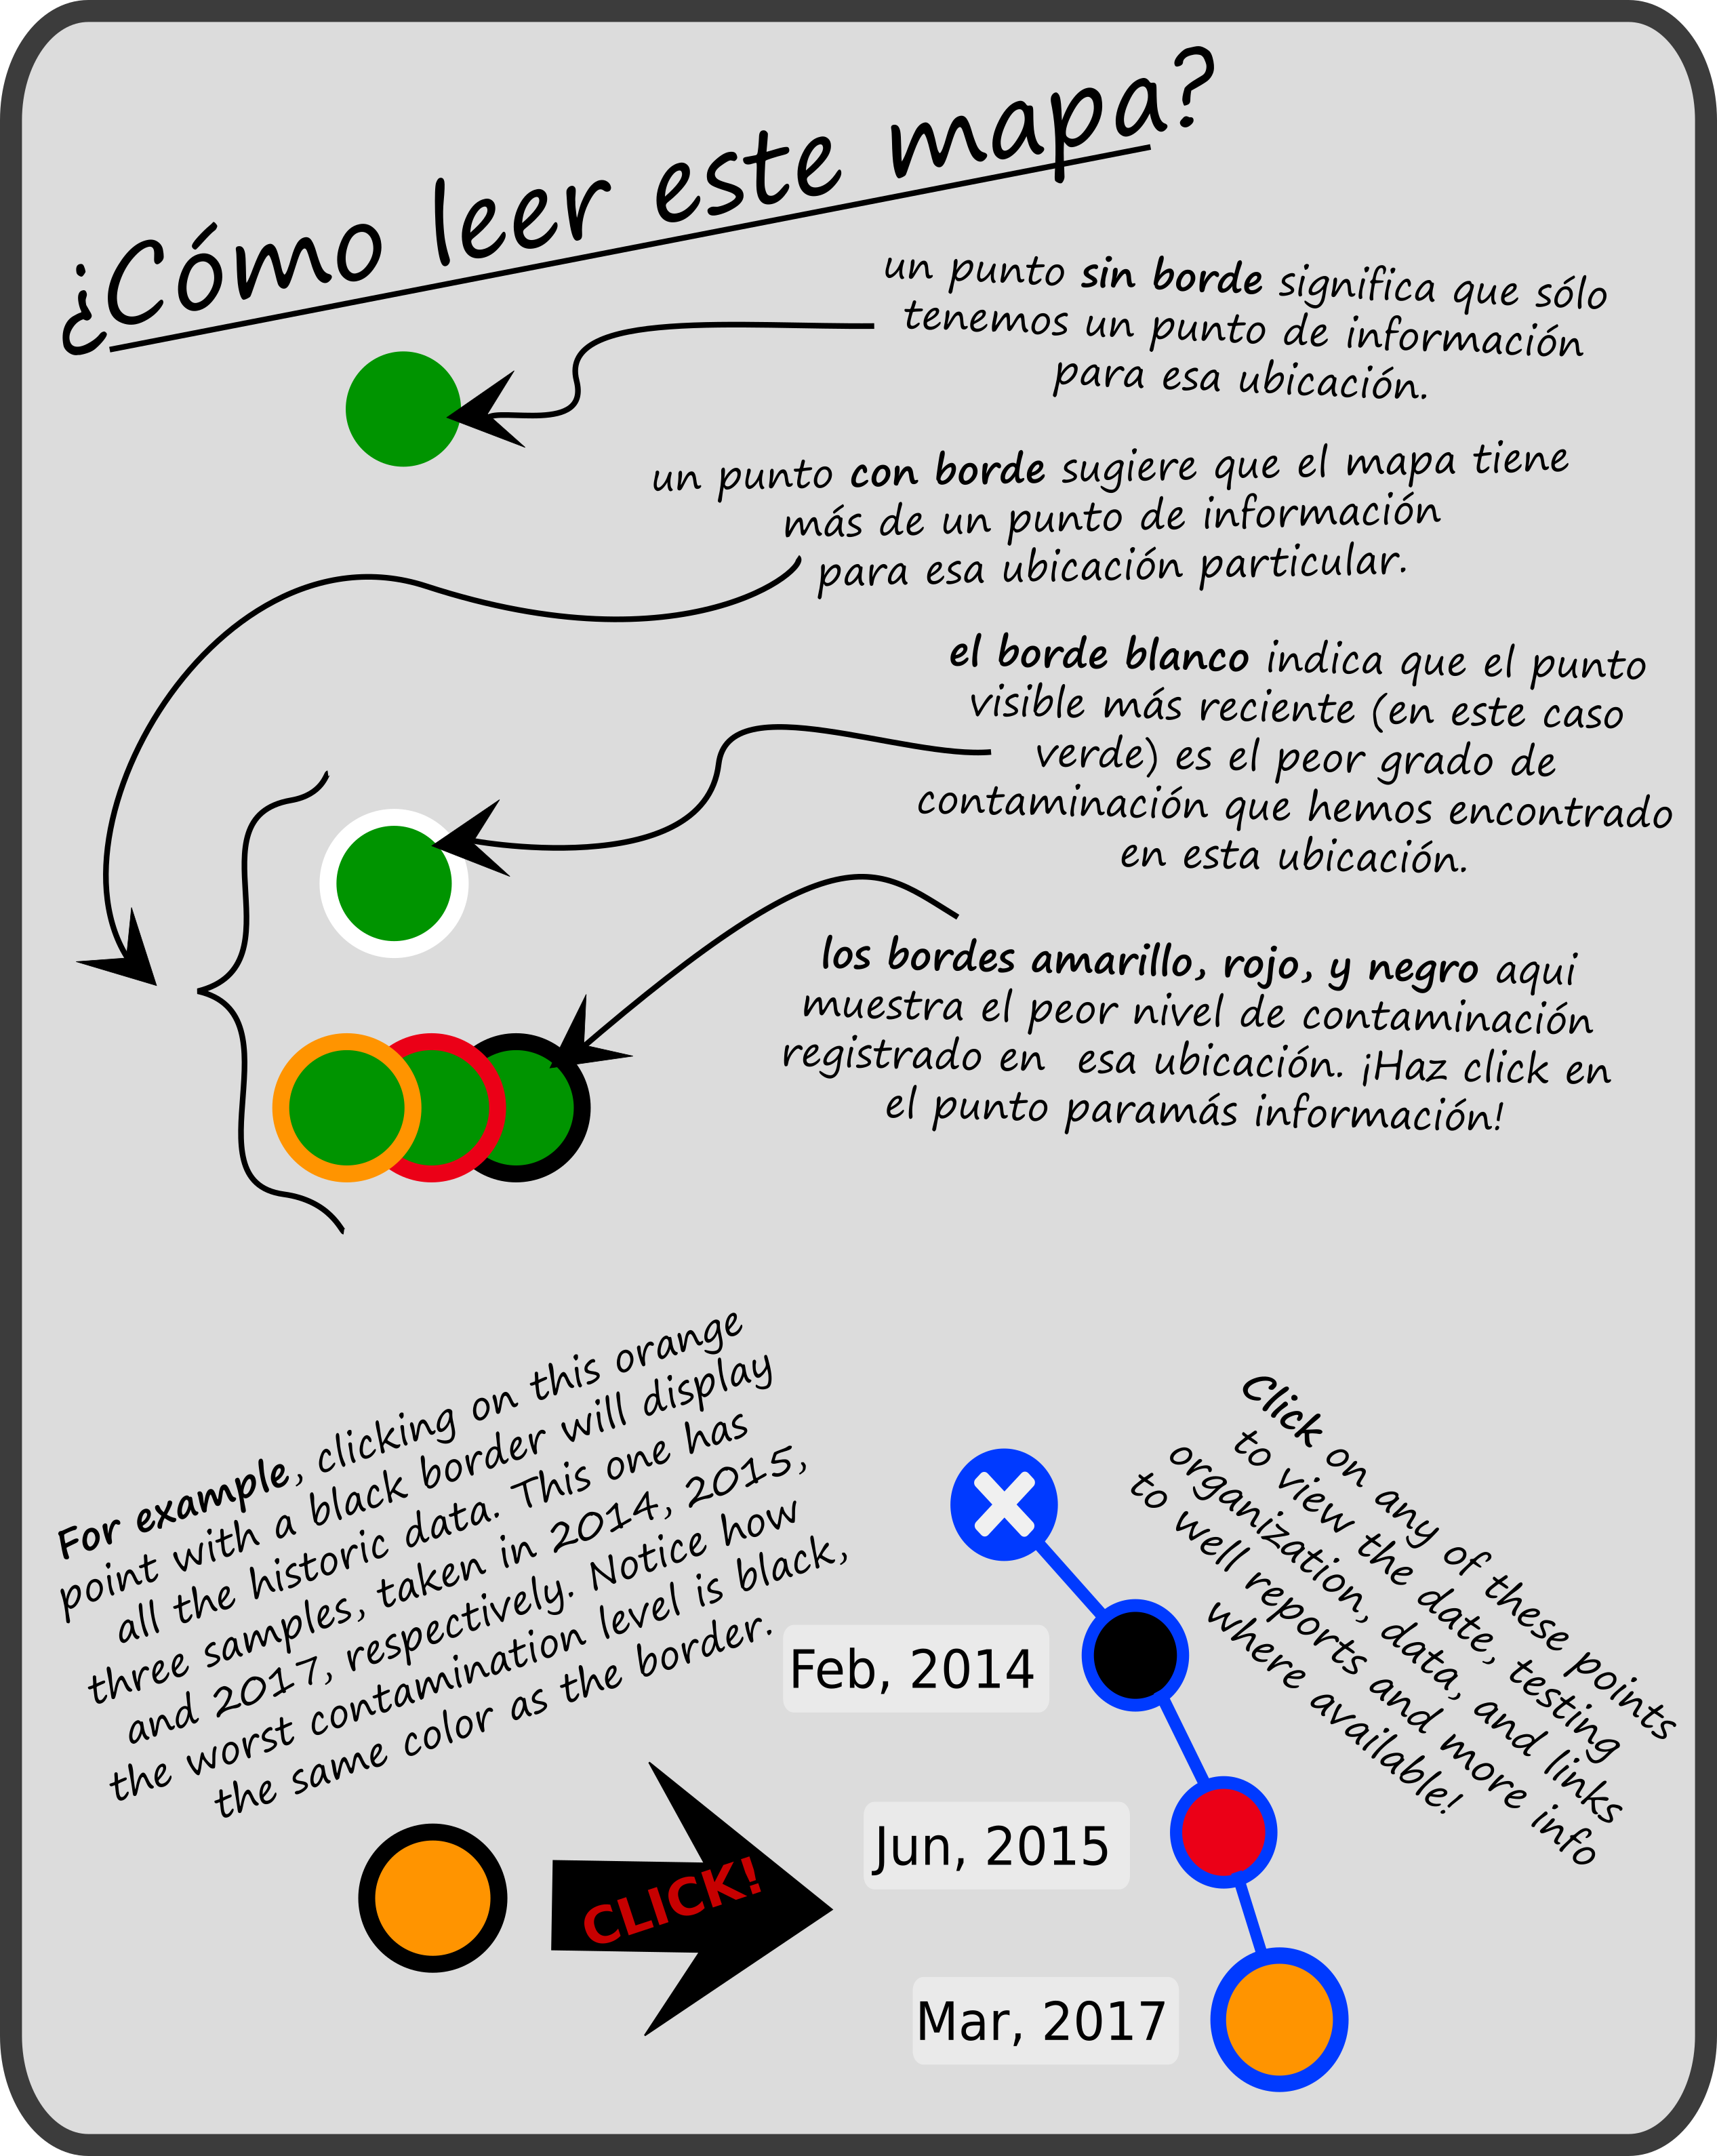 ¿Cómo leer este mapa?
un punto sin borde significa que sólo
tenemos un punto de información
para esa ubicación.
un punto con borde sugiere que el mapa tiene
más de un punto de información
para esa ubicación particular.
el borde blanco indica que el punto
visible más reciente (en este caso
verde) es el peor grado de
contaminación que hemos encontrado
en esta ubicación.
los bordes amarillo, rojo, y negro aqui
muestra el peor nivel de contaminación
registrado en  esa ubicación. ¡Haz click en
el punto paramás información!
For example, clicking on this orange
point with a black border will display
all the historic data. This one has
three samples, taken in 2014, 2015,
and 2017, respectively. Notice how
the worst contamination level is black,
the same color as the border.
Click on any of these points
to view the date, testing
organization, data, and links
to well reports and more info
where available!
Feb, 2014
Jun, 2015
CLICK!
Mar, 2017